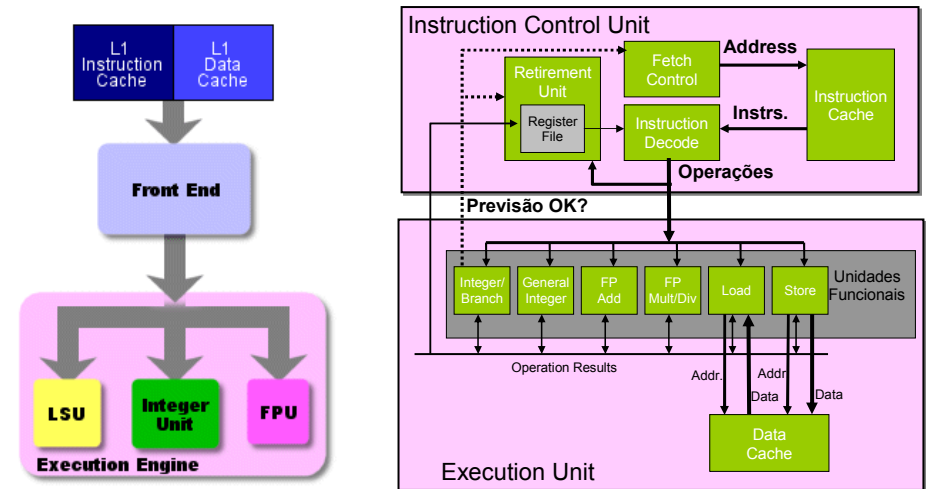 L1
Instruction
Cache
L1
Data
Cache
Front End
LSU
Integer
Unit
FPU
Execution Engine
Instruction Control Unit
Retirement
Unit
Register
File
Fetch
Control
Address
Instruction
Cache
Instrs.
Instruction
Decode
Operações
Previsão OK?
Integer/
Branch
General
Integer
FP
Add
FP
Mult/Div
Load
Store
Unidades
Funcionais
Operation Results
Addr.
Data
Addr.
Data
Data
Cache
Execution Unit